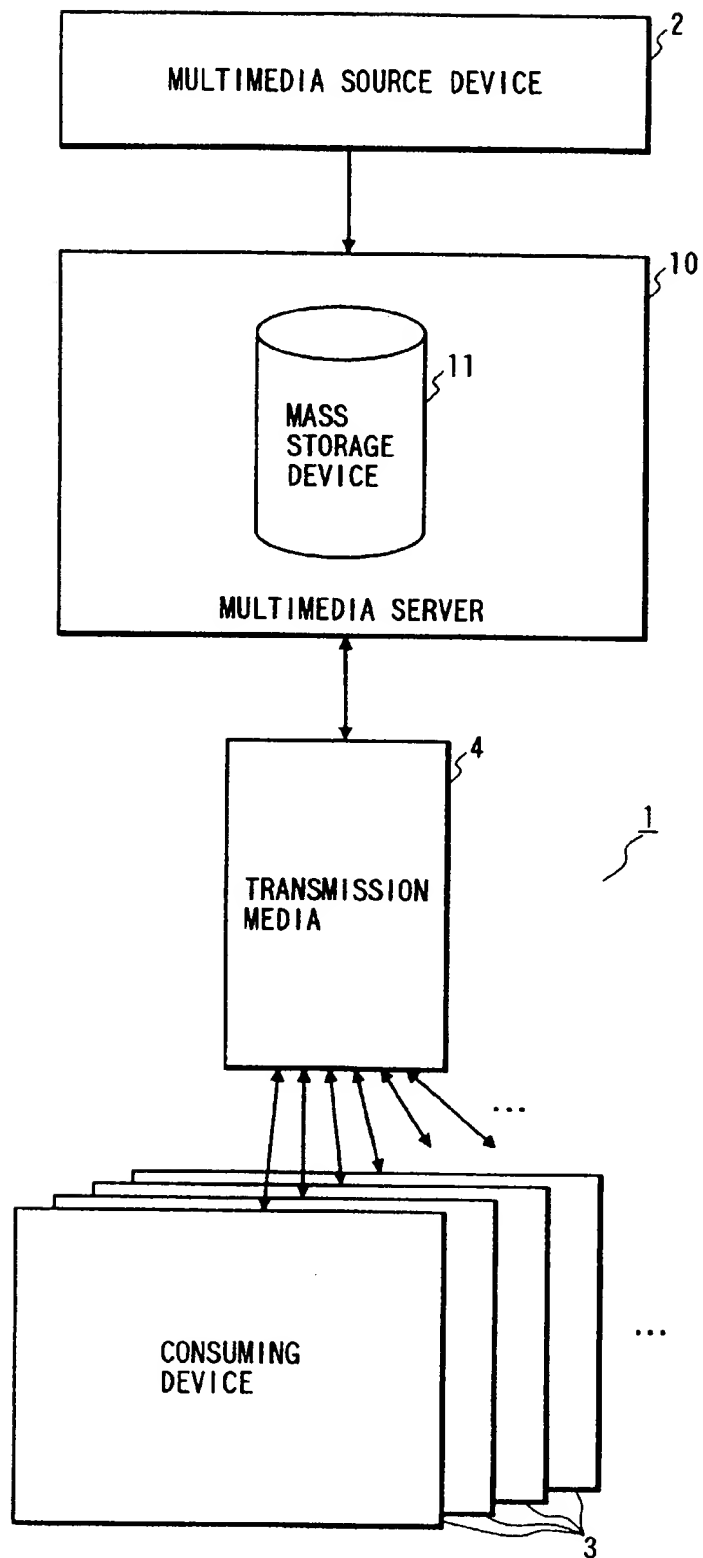 2
MULTIMEDIA SOURCE DEVICE
10
11
MASS
STORAGE
DEVICE
MULTIMEDIA SERVER
4
TRANSMISSION
MEDIA
1
...
CONSUMING
DEVICE
...
3